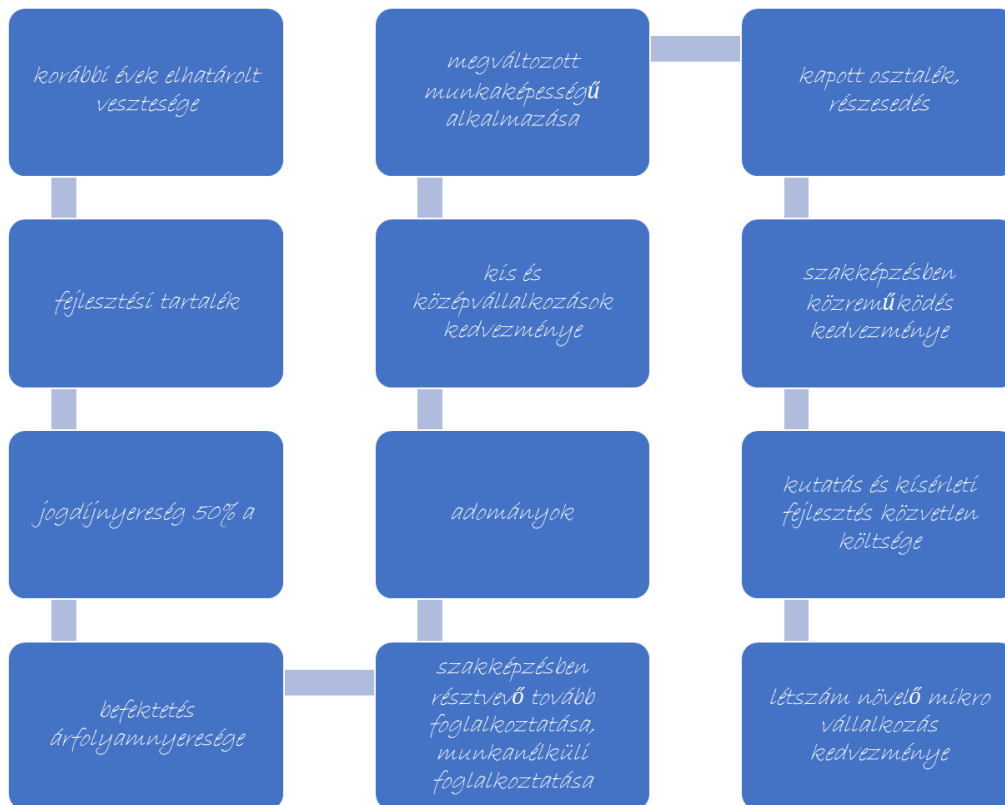 korábbi évek elhatárolt
vesztesége
fejlesztési tartalék
jogdíjnyereség 50% a
befektetés
árfolyamnyeresége
szakképzésben
résztvevő tovább
foglalkoztatása,
munkanélküli
foglalkoztatása
adományok
kis és
középvállalkozások
kedvezménye
megváltozott
munkaképességű
alkalmazása
kapott osztalék,
részesedés
szakképzésben
közreműködés
kedvezménye
kutatás és kísérleti
fejlesztés közvetlen
költsége
létszám növelő mikro
vállalkozás
kedvezménye